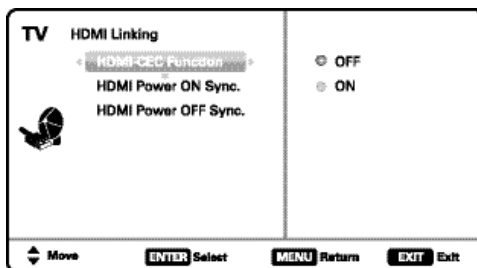 TV HDMI Linking
HDMI-CEC Function
OFF
HDMI Power ON Sync.
ON
HDMI Power OFF Sync.
Move ENTER Select MENU Return EXIT Exit